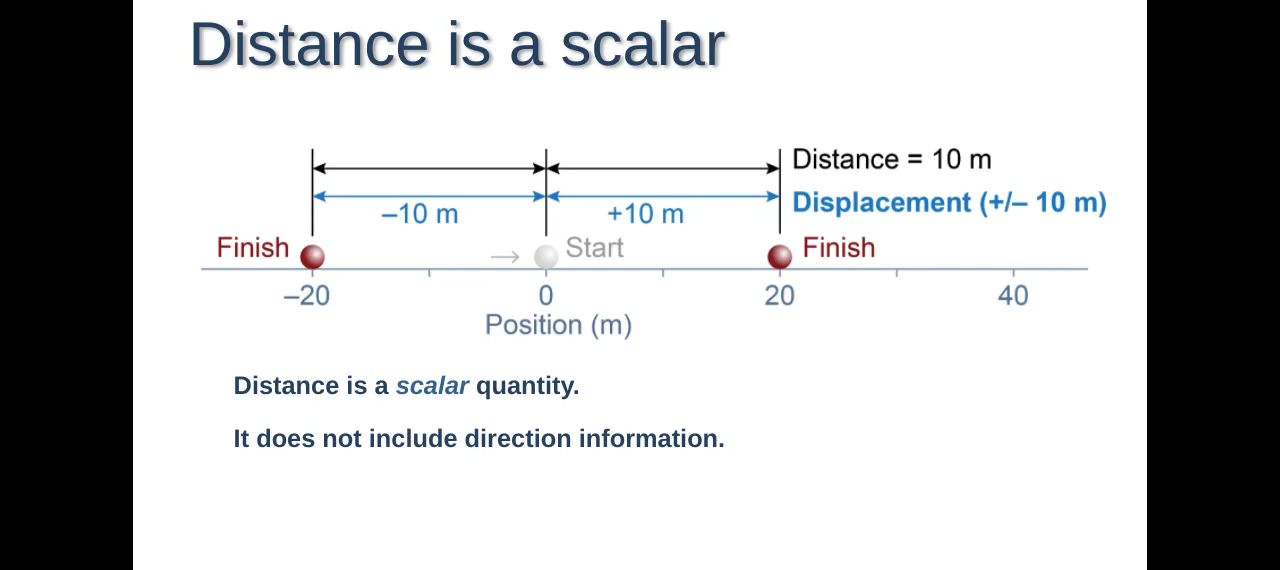 Distance is a scalar
Distance = 10 m
–10 m
+10 m
Displacement (+/– 10 m)
Finish
Start
Finish
–20
0
20
40
Position (m)
Distance is a scalar quantity.
It does not include direction information.